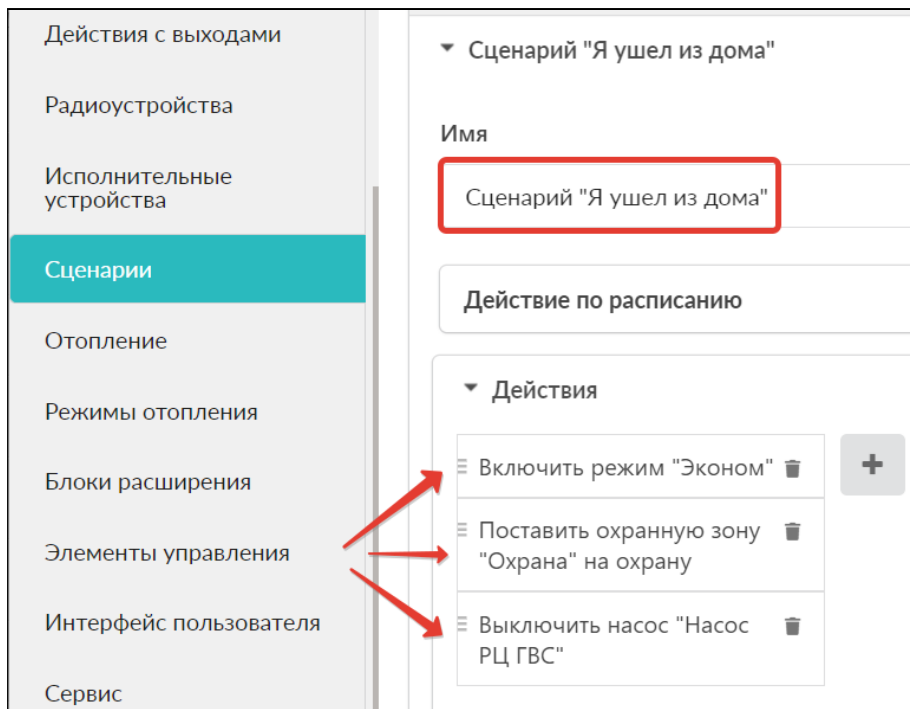 Действия с выходами
Радиоустройства
Исполнительные
устройства
Сценарии
Отопление
Режимы отопления
Блоки расширения
Элементы управления
Интерфейс пользователя
Сервис
Сценарий "Я ушел из дома"
Имя
Сценарий "Я ушел из дома"
Действие по расписанию
Действия
Включить режим "Эконом"
+
Поставить охранную зону
"Охрана" на охрану
Выключить насос "Насос
РЦ ГВС"